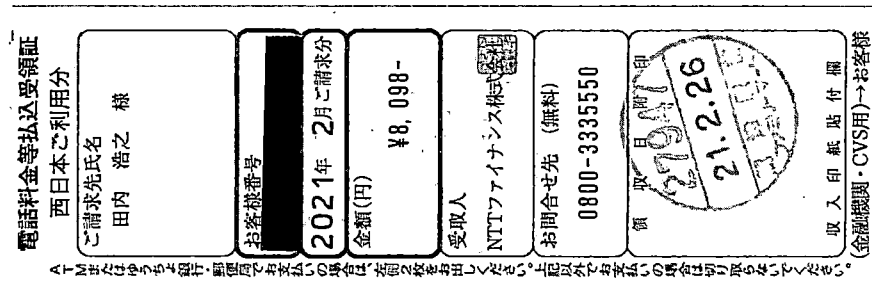 電話料金等払込受領証
西日本ご利用分
ご請求先氏名
田内 浩之 様
お客様番号
2021年 2月ご請求分
金額(円)
¥8,098-
受取人
NTTファイナンス株式会社
お問合せ先 (無料)
0800-3335550
領収日附印
27947
21.2.26
収入印紙貼付欄
(金融機関・CVS用)→お客様
ATMまたはゆうちょ銀行・郵便局でお支払いの場合は、左側2枚をお出しください。上記以外でお支払いの場合は切り取らないでください。